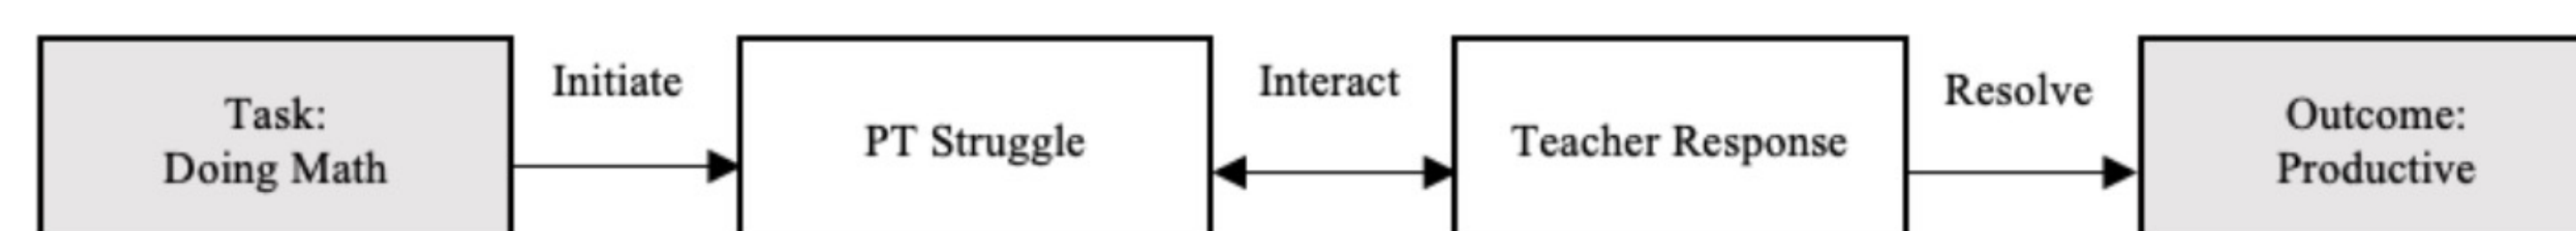 Task:
Doing Math
Initiate
PT Struggle
Interact
Teacher Response
Resolve
Outcome:
Productive